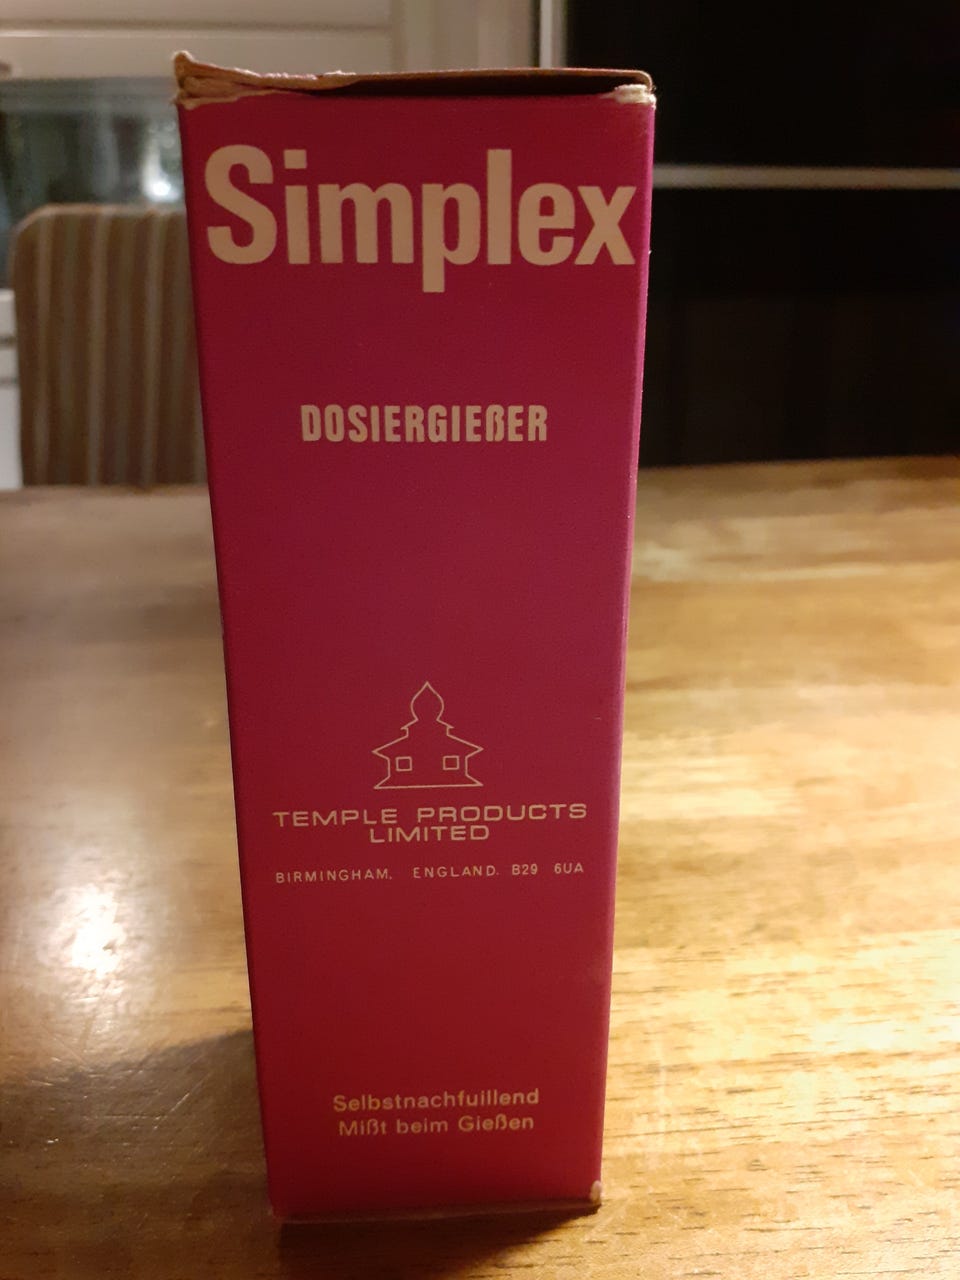 Simplex
DOSIERGIEßER
TEMPLE PRODUCTS
LIMITED
BIRMINGHAM, ENGLAND. B29 6UA
Selbstnachfuillend
Mißt beim Gießen